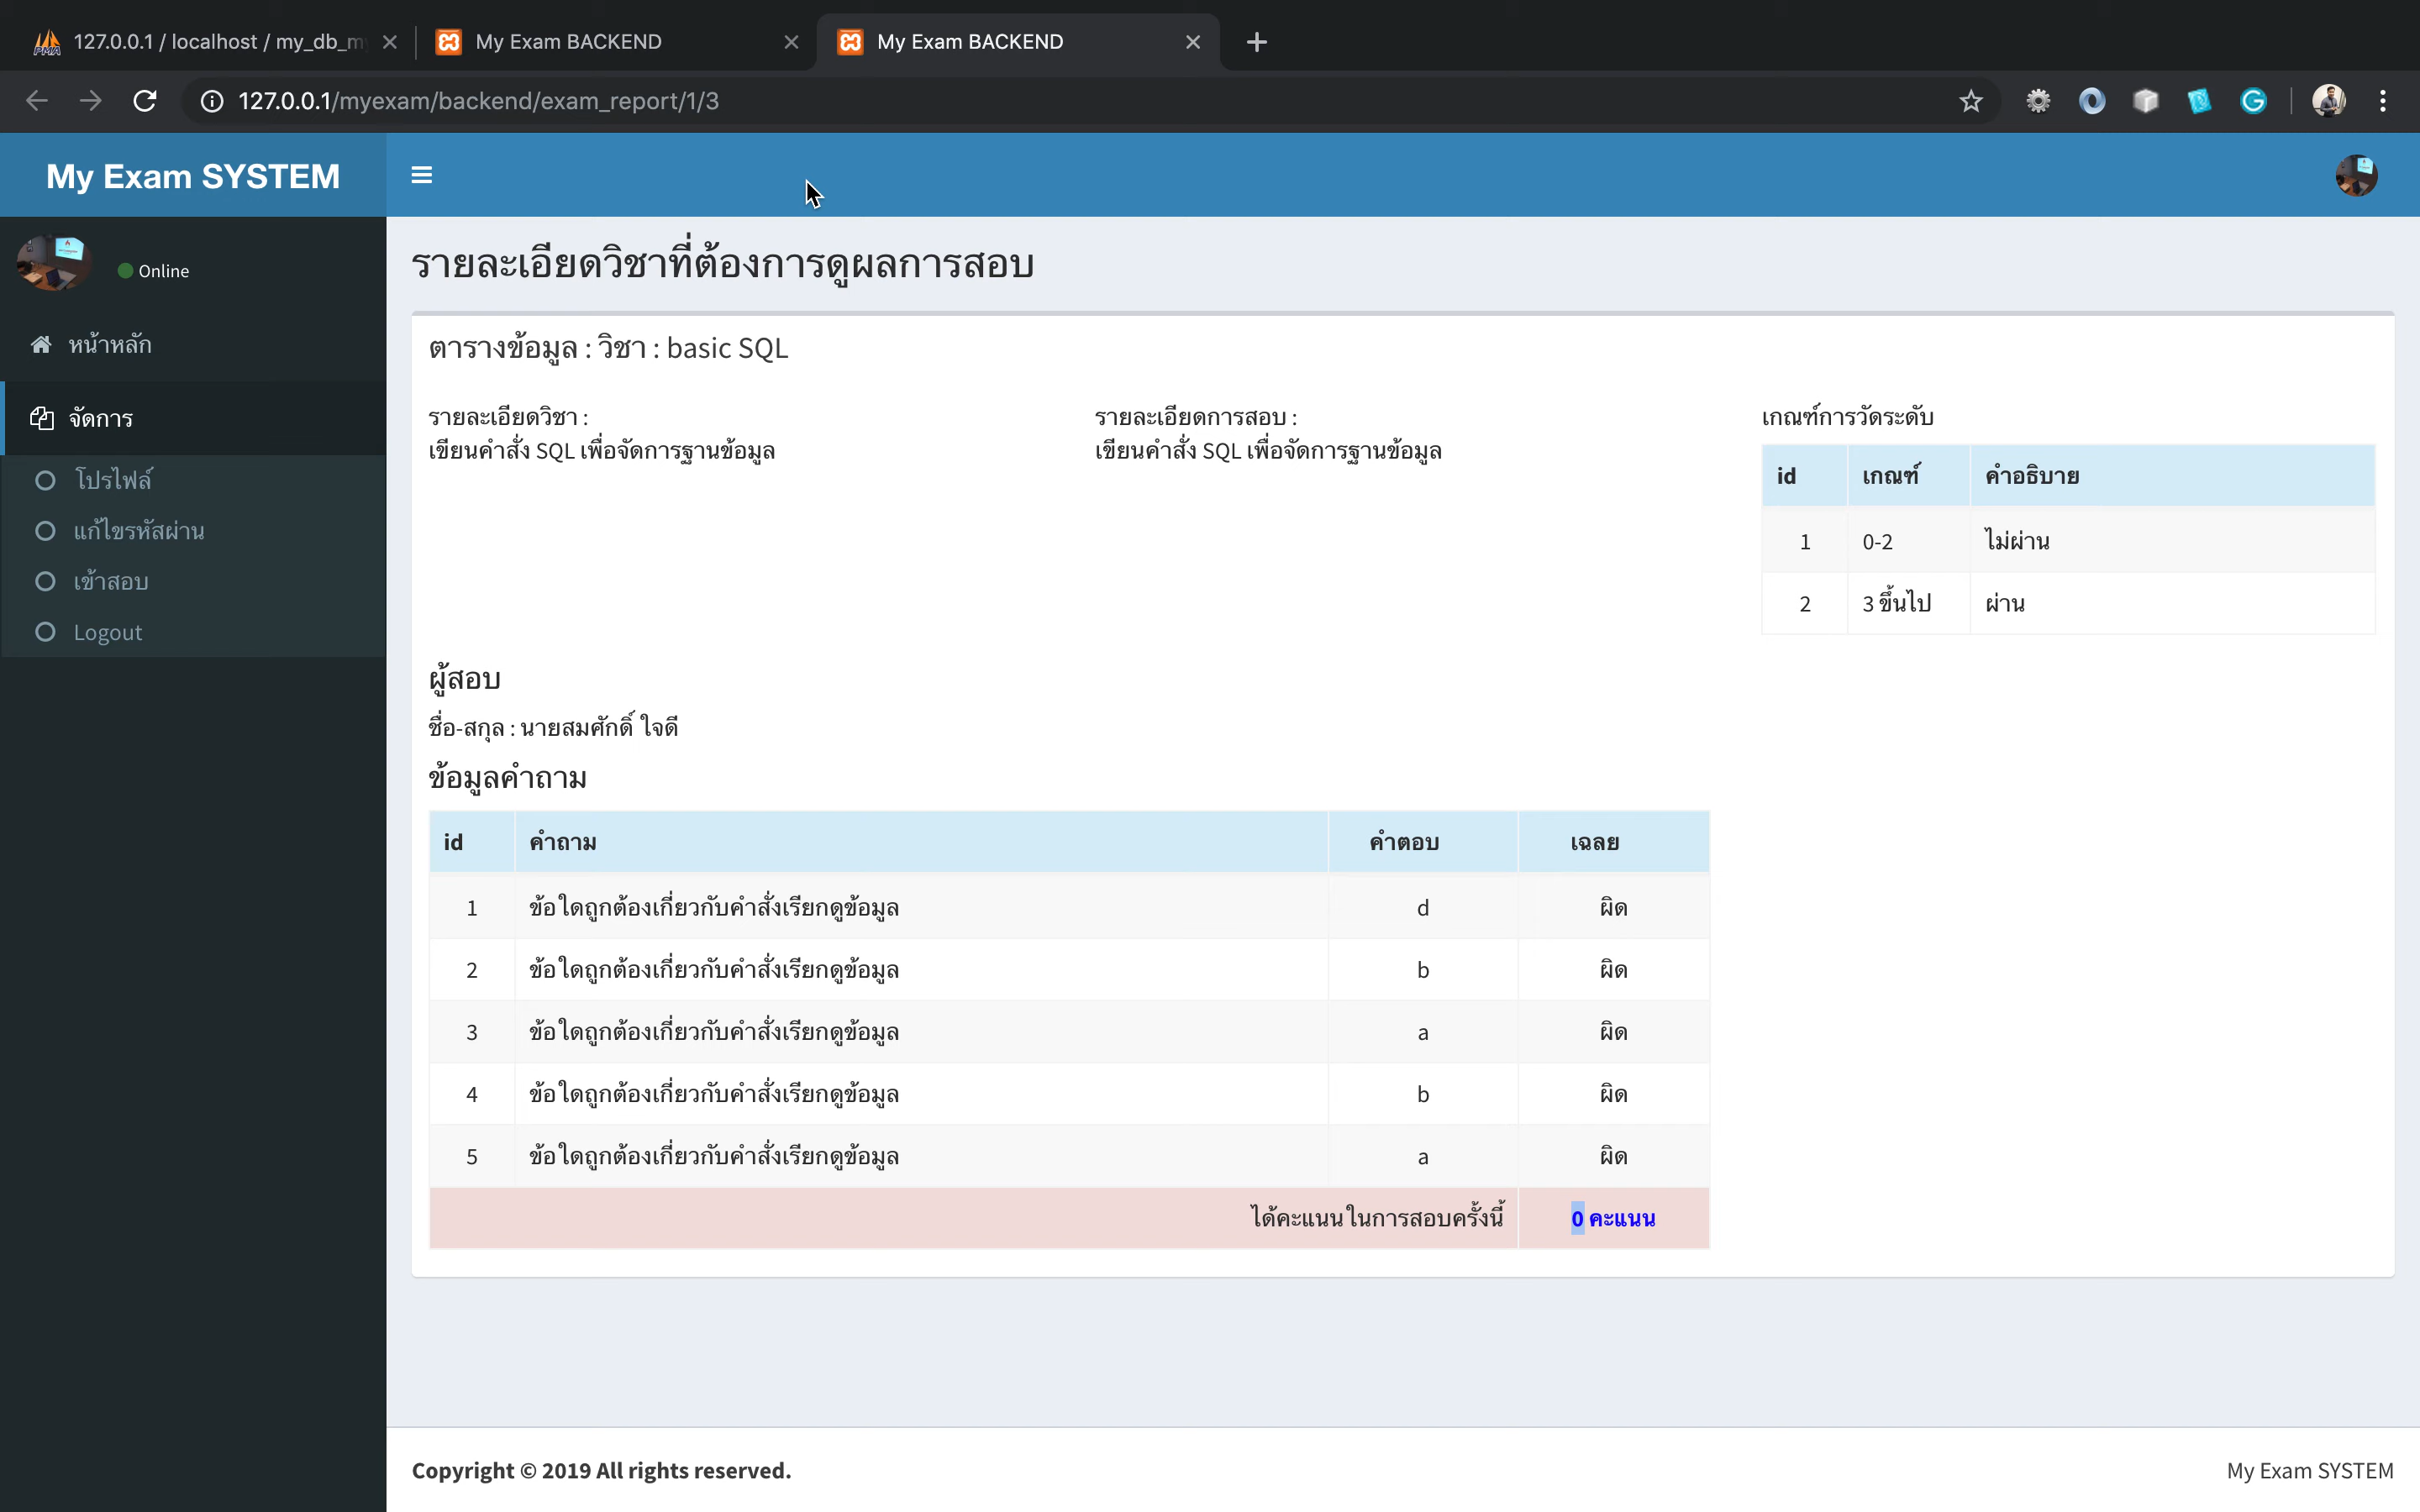 127.0.0.1 / localhost / my_db_m
My Exam BACKEND
My Exam BACKEND
127.0.0.1/myexam/backend/exam_report/1/3
My Exam SYSTEM
Online
หน้าหลัก
จัดการ
โปรไฟล์
แก้ไขรหัสผ่าน
เข้าสอบ
Logout
รายละเอียดวิชาที่ต้องการดูผลการสอบ
ตารางข้อมูล : วิชา : basic SQL
รายละเอียดวิชา :
เขียนคำสั่ง SQL เพื่อจัดการฐานข้อมูล
รายละเอียดการสอบ :
เขียนคำสั่ง SQL เพื่อจัดการฐานข้อมูล
เกณฑ์การวัดระดับ
id เกณฑ์ คำอธิบาย
1 0-2 ไม่ผ่าน
2 3 ขึ้นไป ผ่าน
ผู้สอบ
ชื่อ-สกุล : นายสมศักดิ์ ใจดี
ข้อมูลคำถาม
id คำถาม คำตอบ เฉลย
1 ข้อใดถูกต้องเกี่ยวกับคำสั่งเรียกดูข้อมูล d ผิด
2 ข้อใดถูกต้องเกี่ยวกับคำสั่งเรียกดูข้อมูล b ผิด
3 ข้อใดถูกต้องเกี่ยวกับคำสั่งเรียกดูข้อมูล a ผิด
4 ข้อใดถูกต้องเกี่ยวกับคำสั่งเรียกดูข้อมูล b ผิด
5 ข้อใดถูกต้องเกี่ยวกับคำสั่งเรียกดูข้อมูล a ผิด
ได้คะแนนในการสอบครั้งนี้ 0 คะแนน
Copyright © 2019 All rights reserved.
My Exam SYSTEM